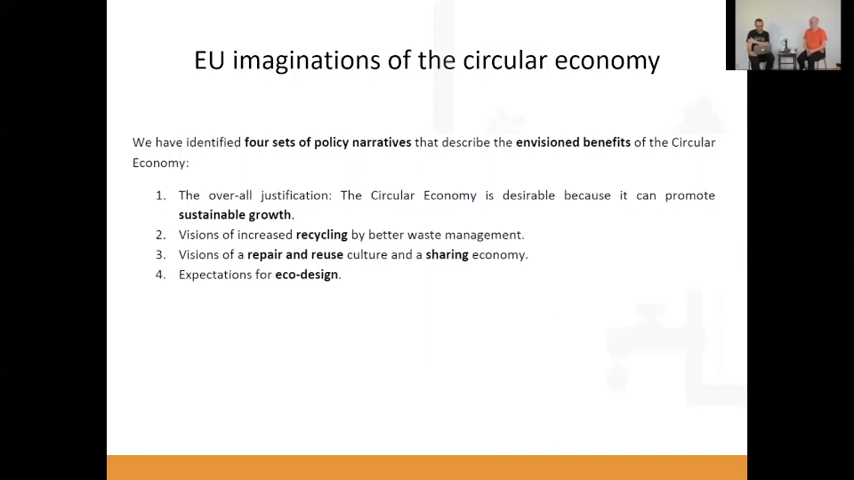 EU imaginations of the circular economy
We have identified four sets of policy narratives that describe the envisioned benefits of the Circular
Economy:
1. The over-all justification: The Circular Economy is desirable because it can promote
sustainable growth.
2. Visions of increased recycling by better waste management.
3. Visions of a repair and reuse culture and a sharing economy.
4. Expectations for eco-design.